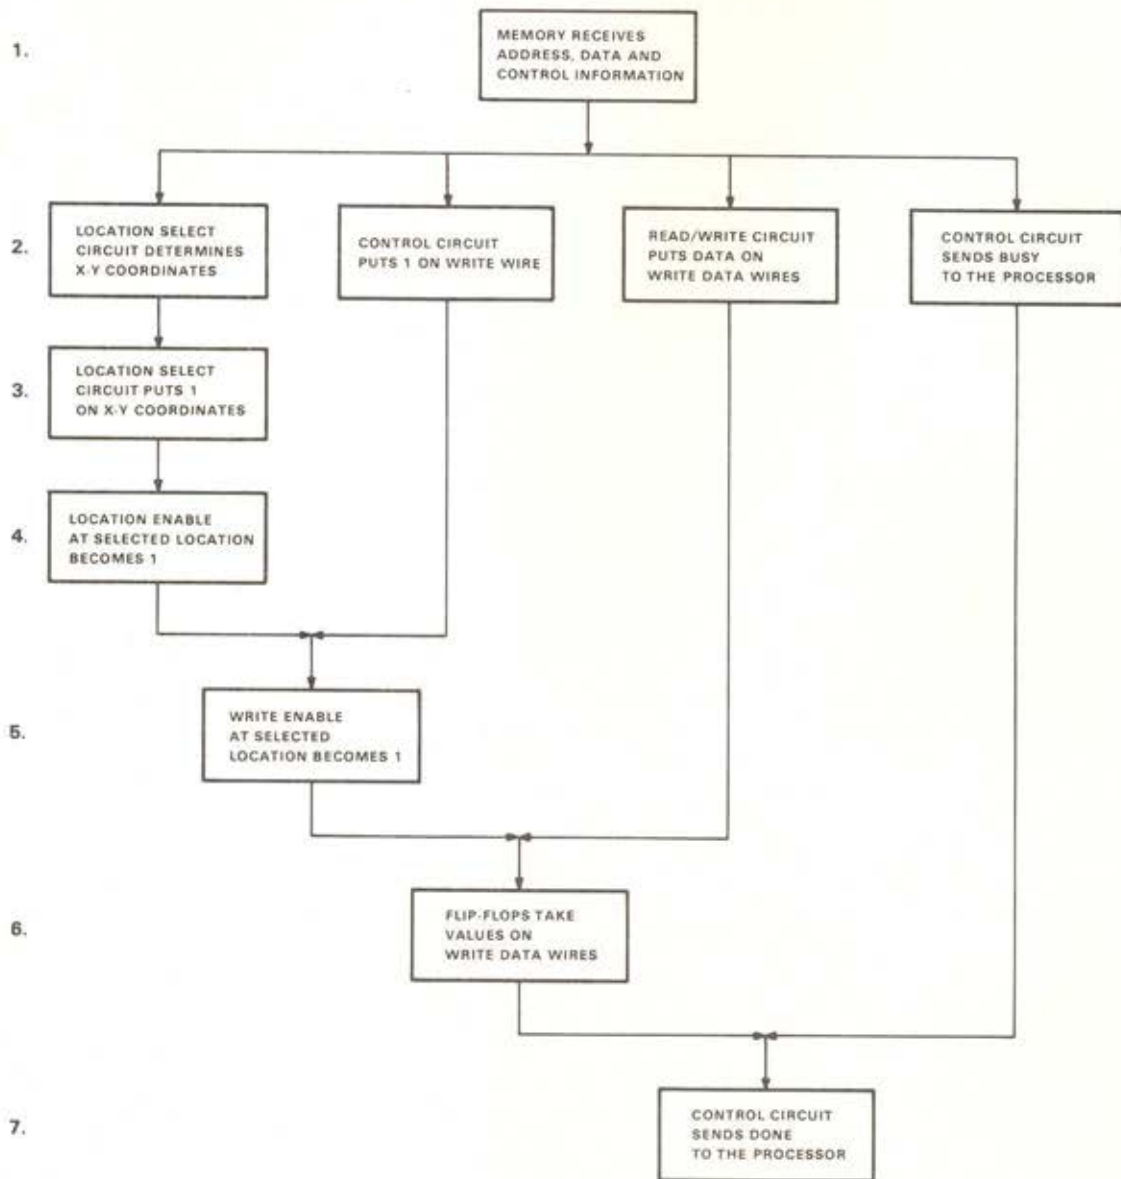 1.
MEMORY RECEIVES
ADDRESS, DATA AND
CONTROL INFORMATION
2.
LOCATION SELECT
CIRCUIT DETERMINES
X-Y COORDINATES
CONTROL CIRCUIT
PUTS 1 ON WRITE WIRE
READ/WRITE CIRCUIT
PUTS DATA ON
WRITE DATA WIRES
CONTROL CIRCUIT
SENDS BUSY
TO THE PROCESSOR
3.
LOCATION SELECT
CIRCUIT PUTS 1
ON X-Y COORDINATES
4.
LOCATION ENABLE
AT SELECTED LOCATION
BECOMES 1
5.
WRITE ENABLE
AT SELECTED
LOCATION BECOMES 1
6.
FLIP-FLOPS TAKE
VALUES ON
WRITE DATA WIRES
7.
CONTROL CIRCUIT
SENDS DONE
TO THE PROCESSOR